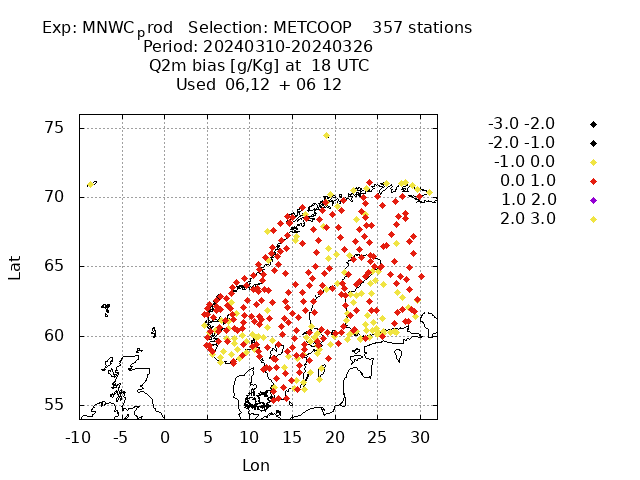 Exp: MNWCprod   Selection: METCOOP    357 stations
Period: 20240310-20240326
Q2m bias [g/Kg] at  18 UTC
Used  06,12  + 06 12
-3.0 -2.0
-2.0 -1.0
-1.0 0.0
0.0 1.0
1.0 2.0
2.0 3.0
75
70
65
60
55
Lat
-10 -5 0 5 10 15 20 25 30
Lon